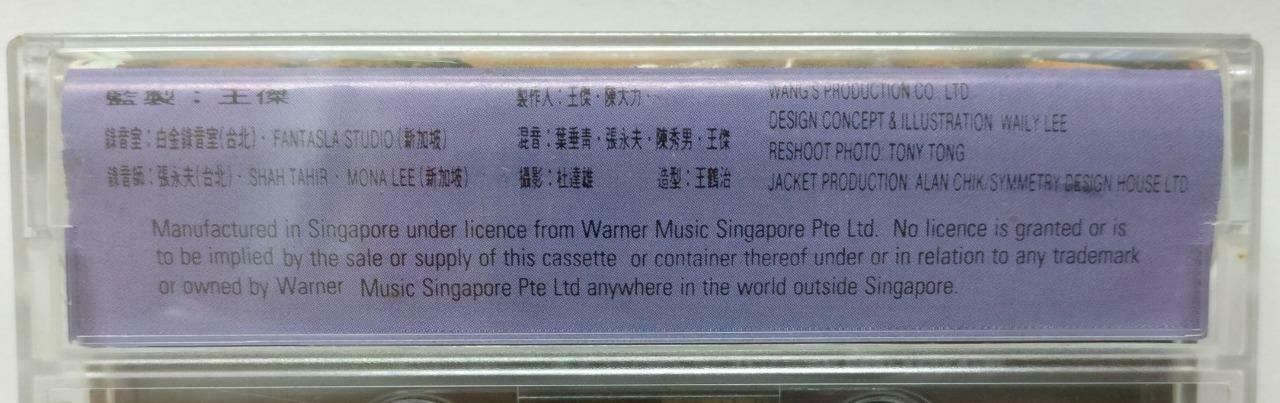 監製：王傑
錄音室：白金錄音室(台北)·FANTASLA STUDIO(新加坡)
錄音師：張永夫(台北)·SHAH TAHIR·MONA LEE(新加坡)
製作人：王傑·陳大力·
混音：葉垂青·張永夫·陳秀男·王傑
攝影：杜達雄 造型：王鶴治
WANG'S PRODUCTION CO. LTD.
DESIGN CONCEPT & ILLUSTRATION WAILY LEE
RESHOOT PHOTO: TONY TONG
JACKET PRODUCTION: ALAN CHIK/SYMMETRY DESIGN HOUSE LTD
Manufactured in Singapore under licence from Warner Music Singapore Pte Ltd. No licence is granted or is
to be implied by the sale or supply of this cassette or container thereof under or in relation to any trademark
or owned by Warner Music Singapore Pte Ltd anywhere in the world outside Singapore.